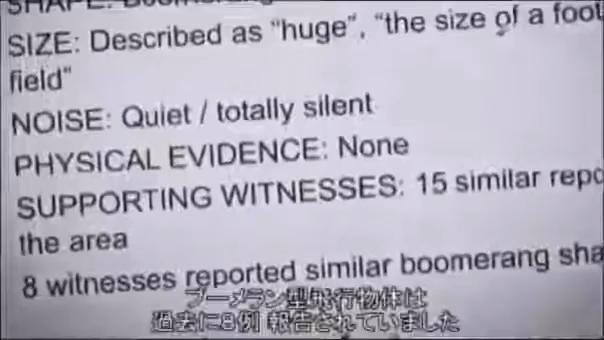 SHAPE: Boomerang
SIZE: Described as "huge", "the size of a foot
field"
NOISE: Quiet / totally silent
PHYSICAL EVIDENCE: None
SUPPORTING WITNESSES: 15 similar repo
the area
8 witnesses reported similar boomerang sha
ブーメラン型飛行物体は
過去に8例 報告されていました